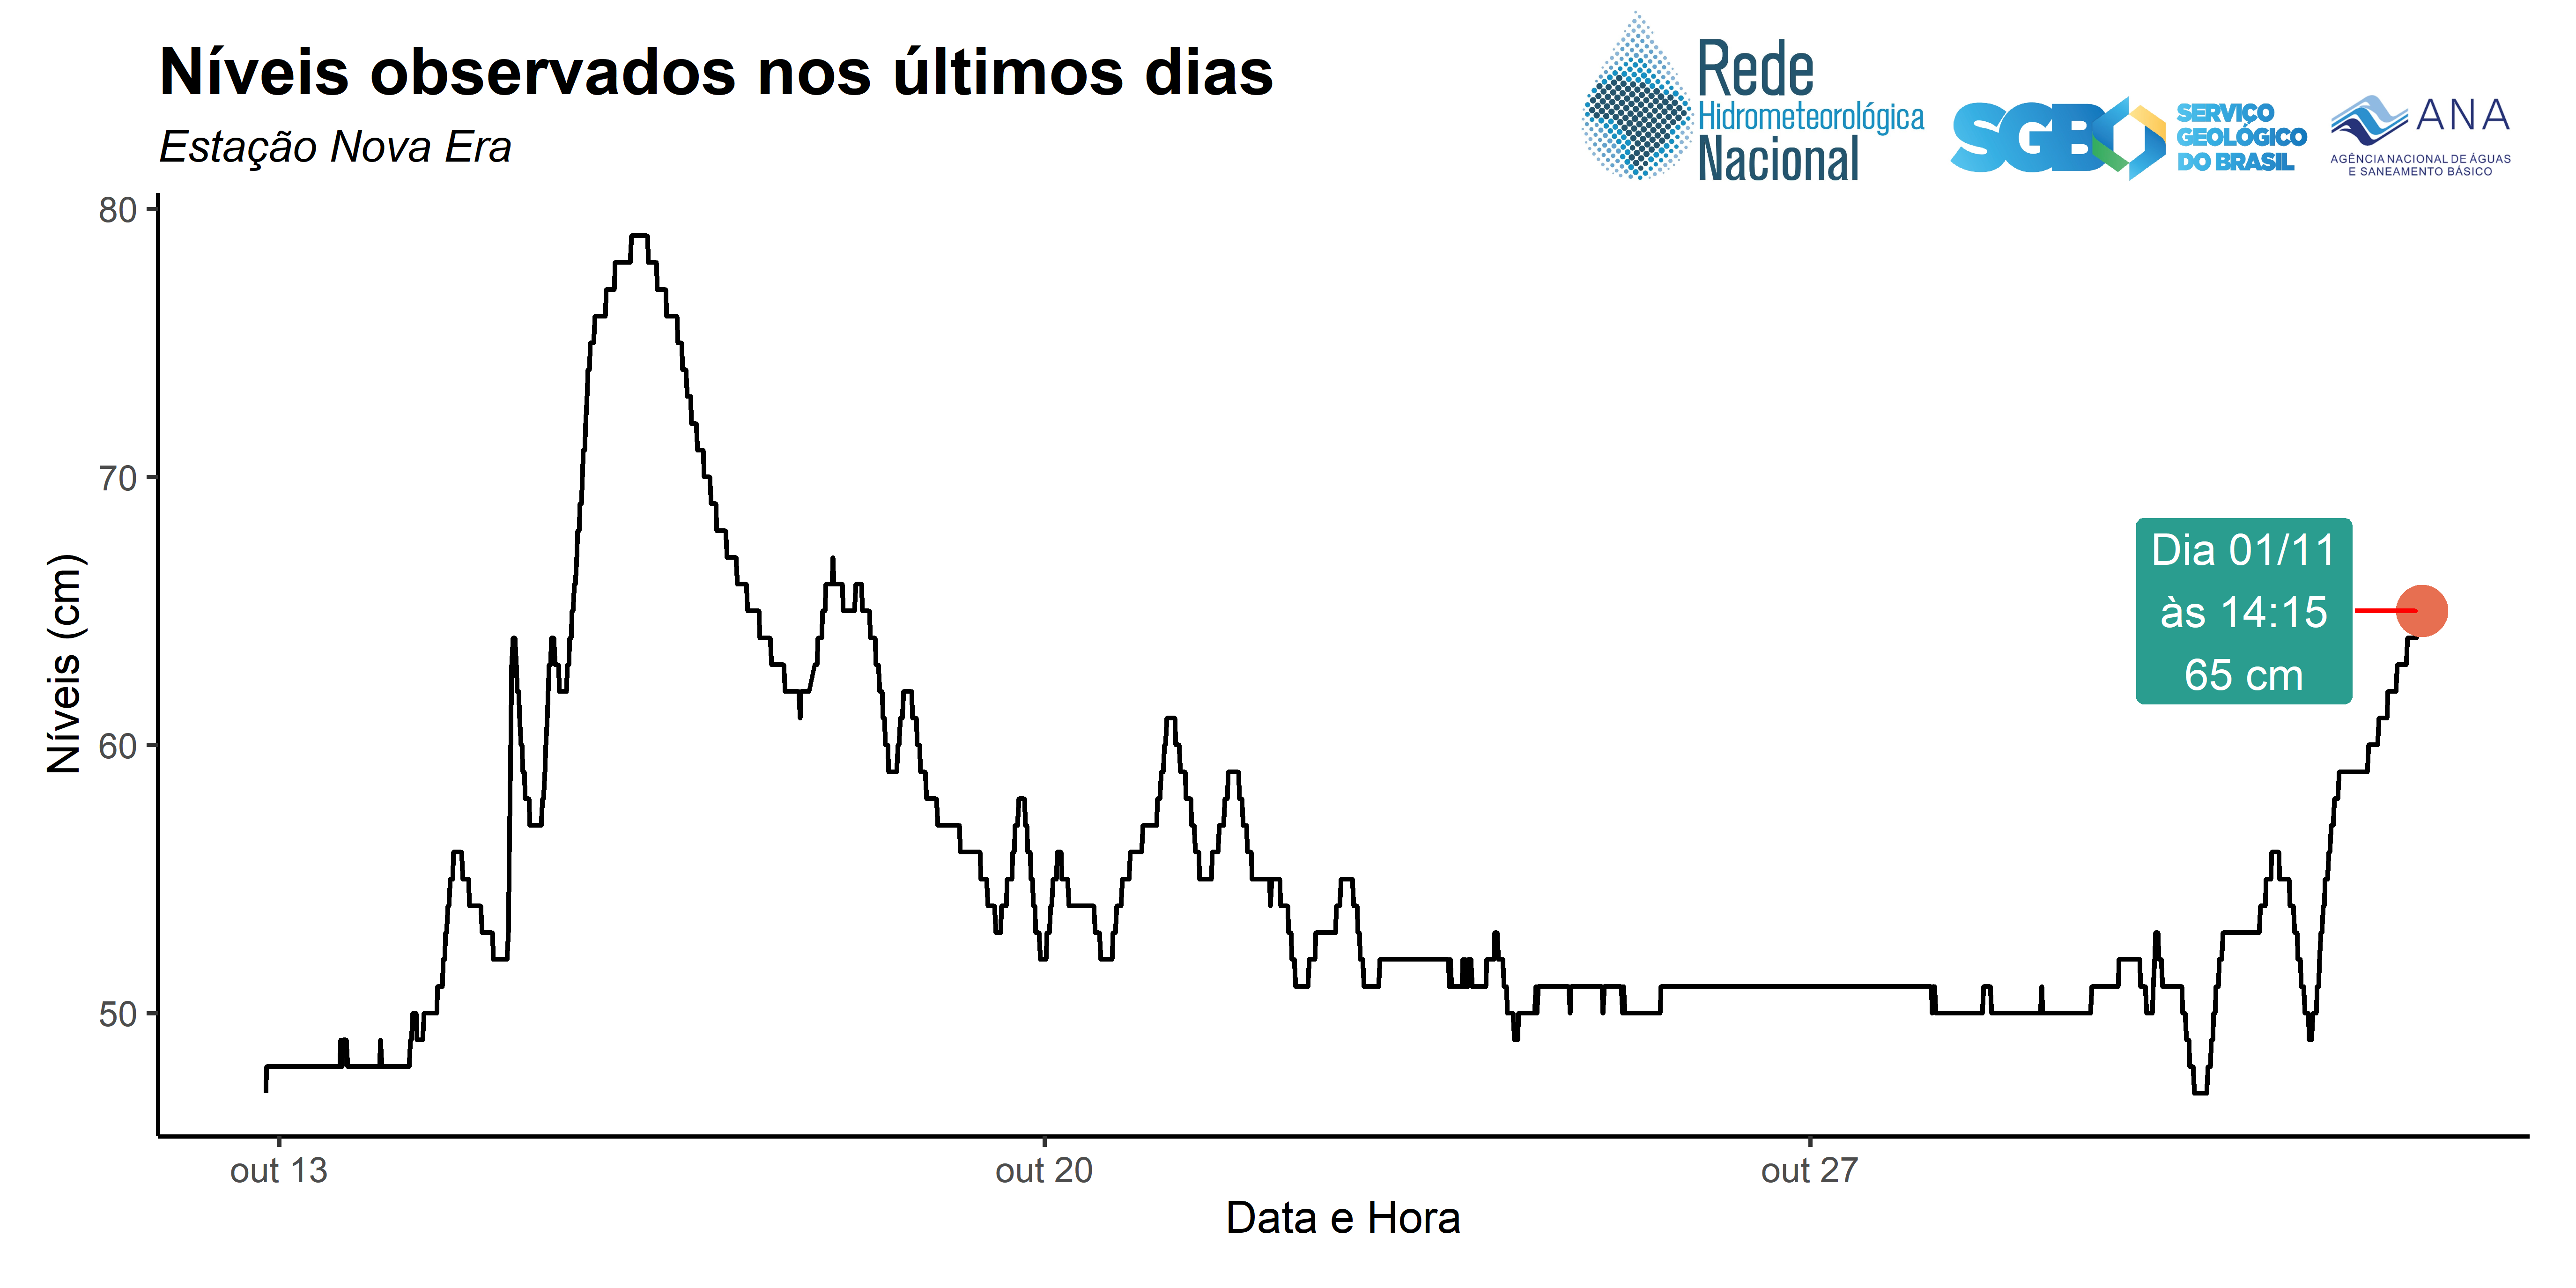 Níveis observados nos últimos dias
Estação Nova Era
Rede
Hidrometeorológica
Nacional
SGB
SERVIÇO
GEOLÓGICO
DO BRASIL
ANA
AGÊNCIA NACIONAL DE ÁGUAS
E SANEAMENTO BÁSICO
80
70
60
50
Níveis (cm)
Dia 01/11
às 14:15
65 cm
out 13
out 20
out 27
Data e Hora